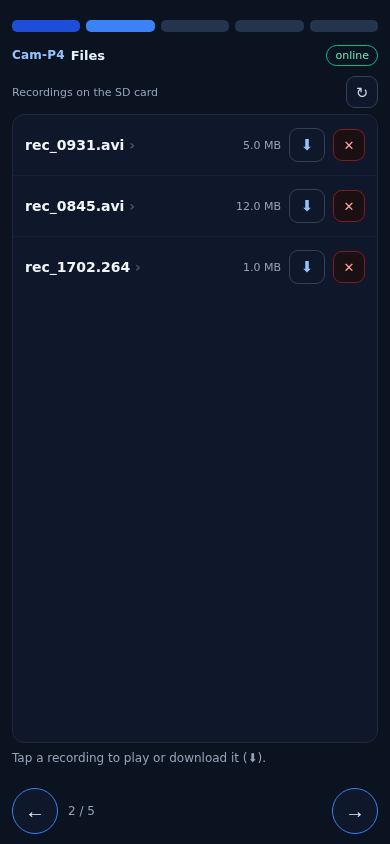 Cam-P4 Files online
Recordings on the SD card ↻
rec_0931.avi › 5.0 MB ⬇ ✕
rec_0845.avi › 12.0 MB ⬇ ✕
rec_1702.264 › 1.0 MB ⬇ ✕
Tap a recording to play or download it (⬇).
← 2 / 5 →